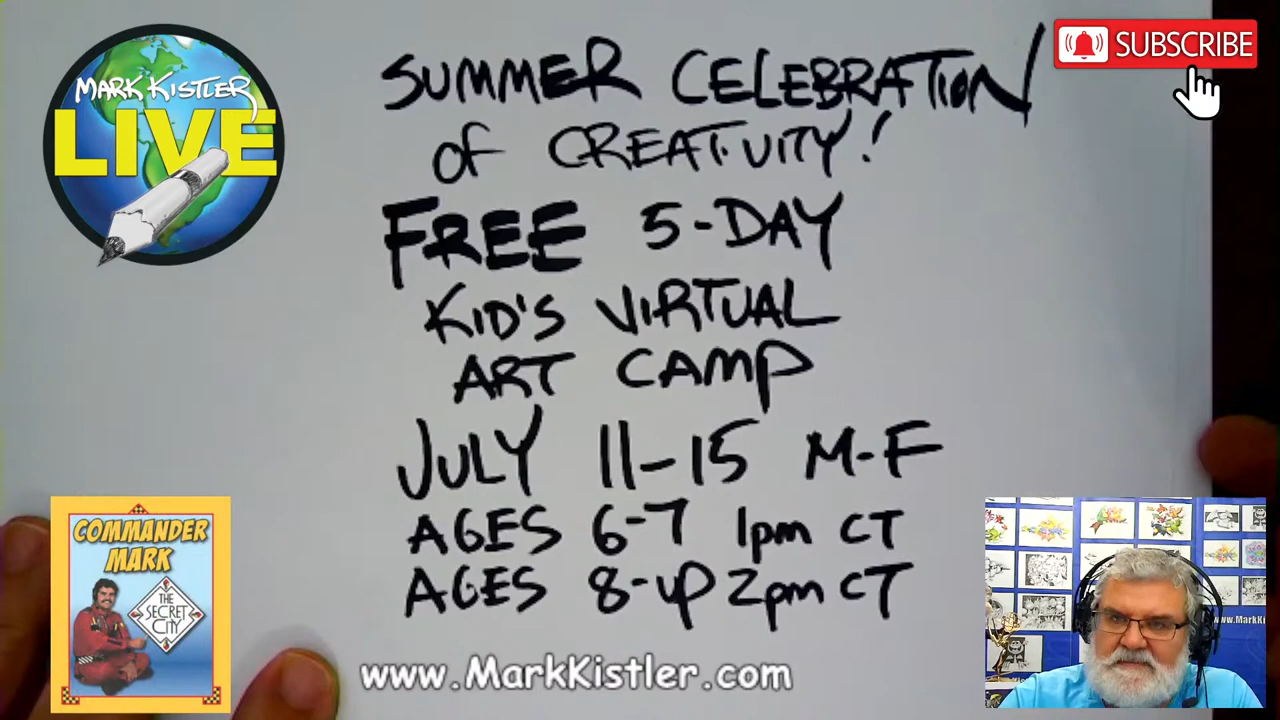 MARK KISTLER
LIVE
SUBSCRIBE
SUMMER CELEBRATION
OF CREATIVITY!
FREE 5-DAY
KID'S VIRTUAL
ART CAMP
JULY 11-15 M-F
AGES 6-7 1pm CT
AGES 8-up 2pm CT
COMMANDER
MARK
THE
SECRET
CITY
www.MarkKistler.com